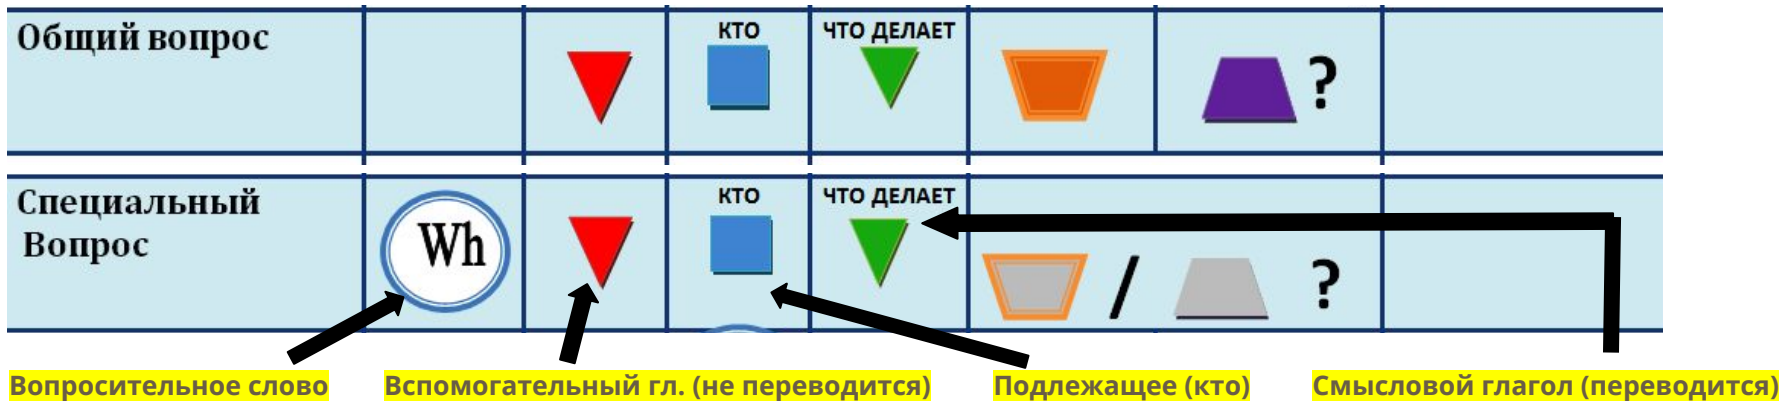 Общий вопрос
КТО
ЧТО ДЕЛАЕТ
?
Специальный
Вопрос
Wh
КТО
ЧТО ДЕЛАЕТ
/
?
Вопросительное слово
Вспомогательный гл. (не переводится)
Подлежащее (кто)
Смысловой глагол (переводится)